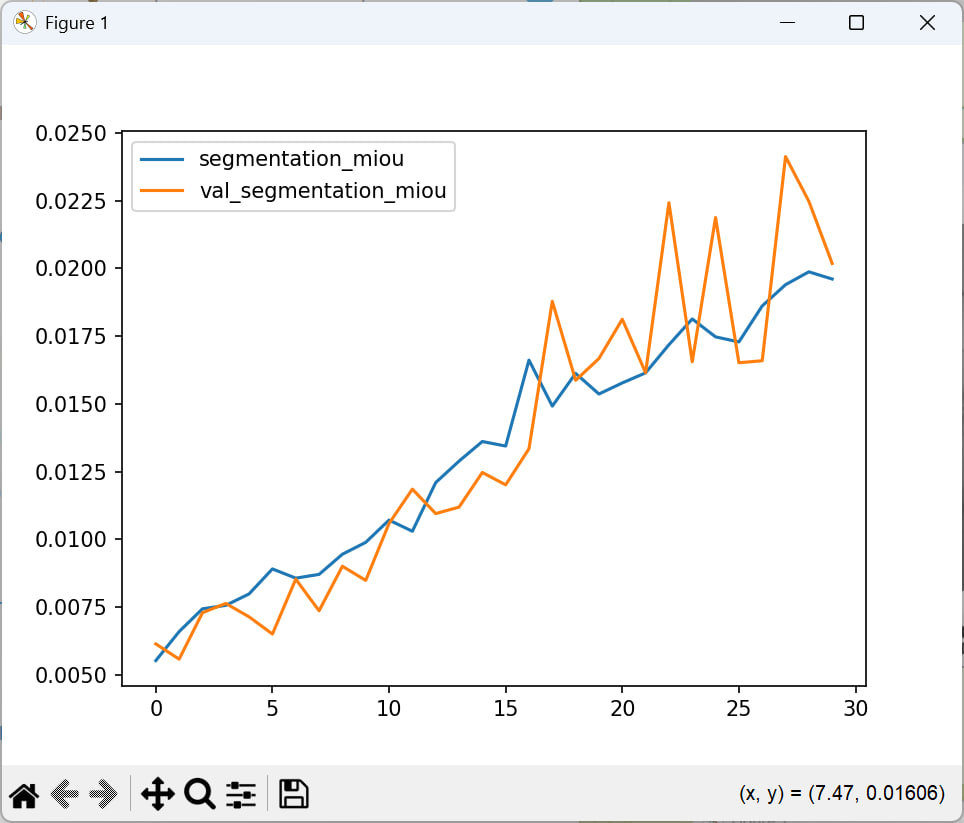 Figure 1
segmentation_miou
val_segmentation_miou
0.0250
0.0225
0.0200
0.0175
0.0150
0.0125
0.0100
0.0075
0.0050
0 5 10 15 20 25 30
(x, y) = (7.47, 0.01606)